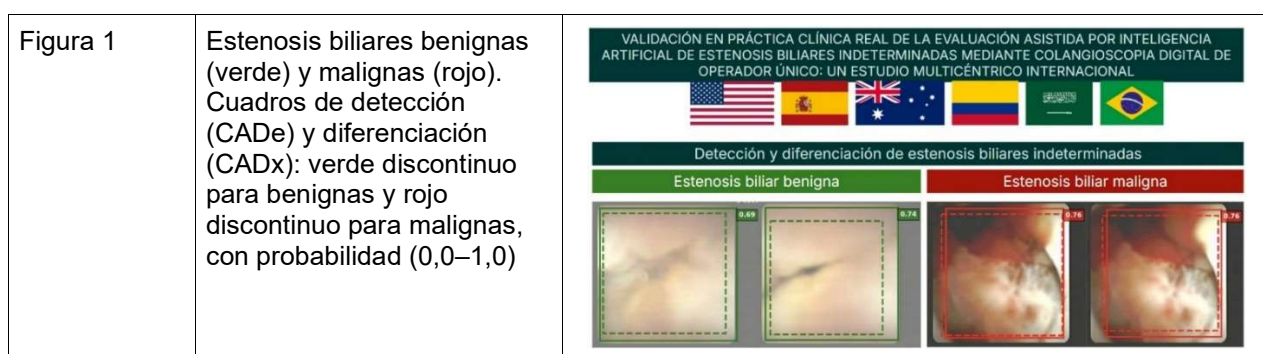 Figura 1
Estenosis biliares benignas
(verde) y malignas (rojo).
Cuadros de detección
(CADe) y diferenciación
(CADx): verde discontinuo
para benignas y rojo
discontinuo para malignas,
con probabilidad (0,0–1,0)
VALIDACIÓN EN PRÁCTICA CLÍNICA REAL DE LA EVALUACIÓN ASISTIDA POR INTELIGENCIA
ARTIFICIAL DE ESTENOSIS BILIARES INDETERMINADAS MEDIANTE COLANGIOSCOPIA DIGITAL DE
OPERADOR ÚNICO: UN ESTUDIO MULTICÉNTRICO INTERNACIONAL
Detección y diferenciación de estenosis biliares indeterminadas
Estenosis biliar benigna
Estenosis biliar maligna
0.69
0.74
0.76
0.76